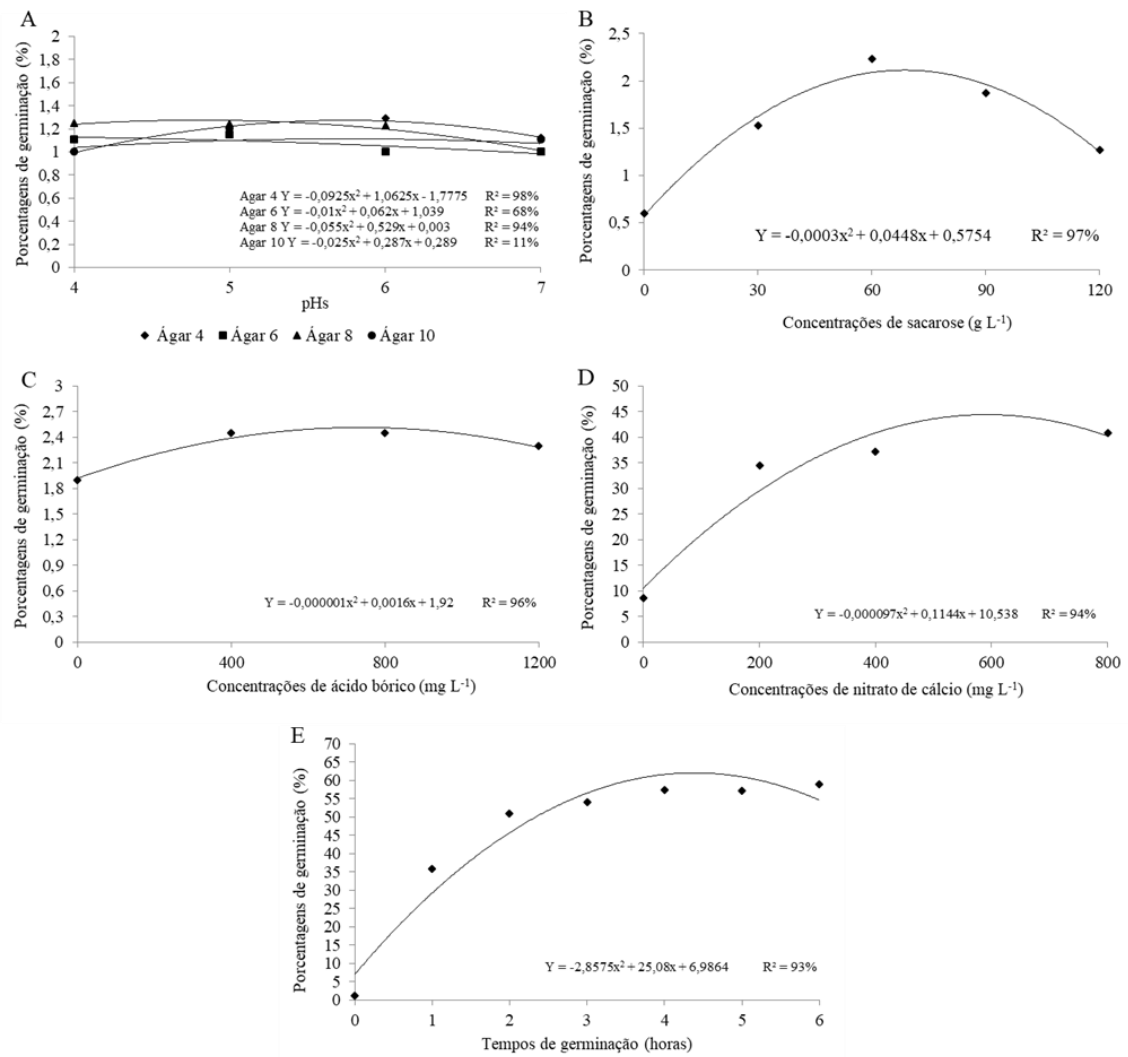 A
Porcentagens de germinação (%)
2
1,8
1,6
1,4
1,2
1
0,8
0,6
0,4
0,2
0
Agar 4 Y = -0,0925x² + 1,0625x - 1,7775 R² = 98%
Agar 6 Y = -0,01x² + 0,062x + 1,039 R² = 68%
Agar 8 Y = -0,055x² + 0,529x + 0,003 R² = 94%
Agar 10 Y = -0,025x² + 0,287x + 0,289 R² = 11%
4 5 6 7
pHs
Ágar 4 Ágar 6 Ágar 8 Ágar 10
B
Porcentagens de germinação (%)
2,5
2
1,5
1
0,5
0
Y = -0,0003x² + 0,0448x + 0,5754 R² = 97%
0 30 60 90 120
Concentrações de sacarose (g L⁻¹)
C
Porcentagens de germinação (%)
3
2,7
2,4
2,1
1,8
1,5
1,2
0,9
0,6
0,3
0
Y = -0,000001x² + 0,0016x + 1,92 R² = 96%
0 400 800 1200
Concentrações de ácido bórico (mg L⁻¹)
D
Porcentagens de germinação (%)
50
45
40
35
30
25
20
15
10
5
0
Y = -0,000097x² + 0,1144x + 10,538 R² = 94%
0 200 400 600 800
Concentrações de nitrato de cálcio (mg L⁻¹)
E
Porcentagens de germinação (%)
70
65
60
55
50
45
40
35
30
25
20
15
10
5
0
Y = -2,8575x² + 25,08x + 6,9864 R² = 93%
0 1 2 3 4 5 6
Tempos de germinação (horas)